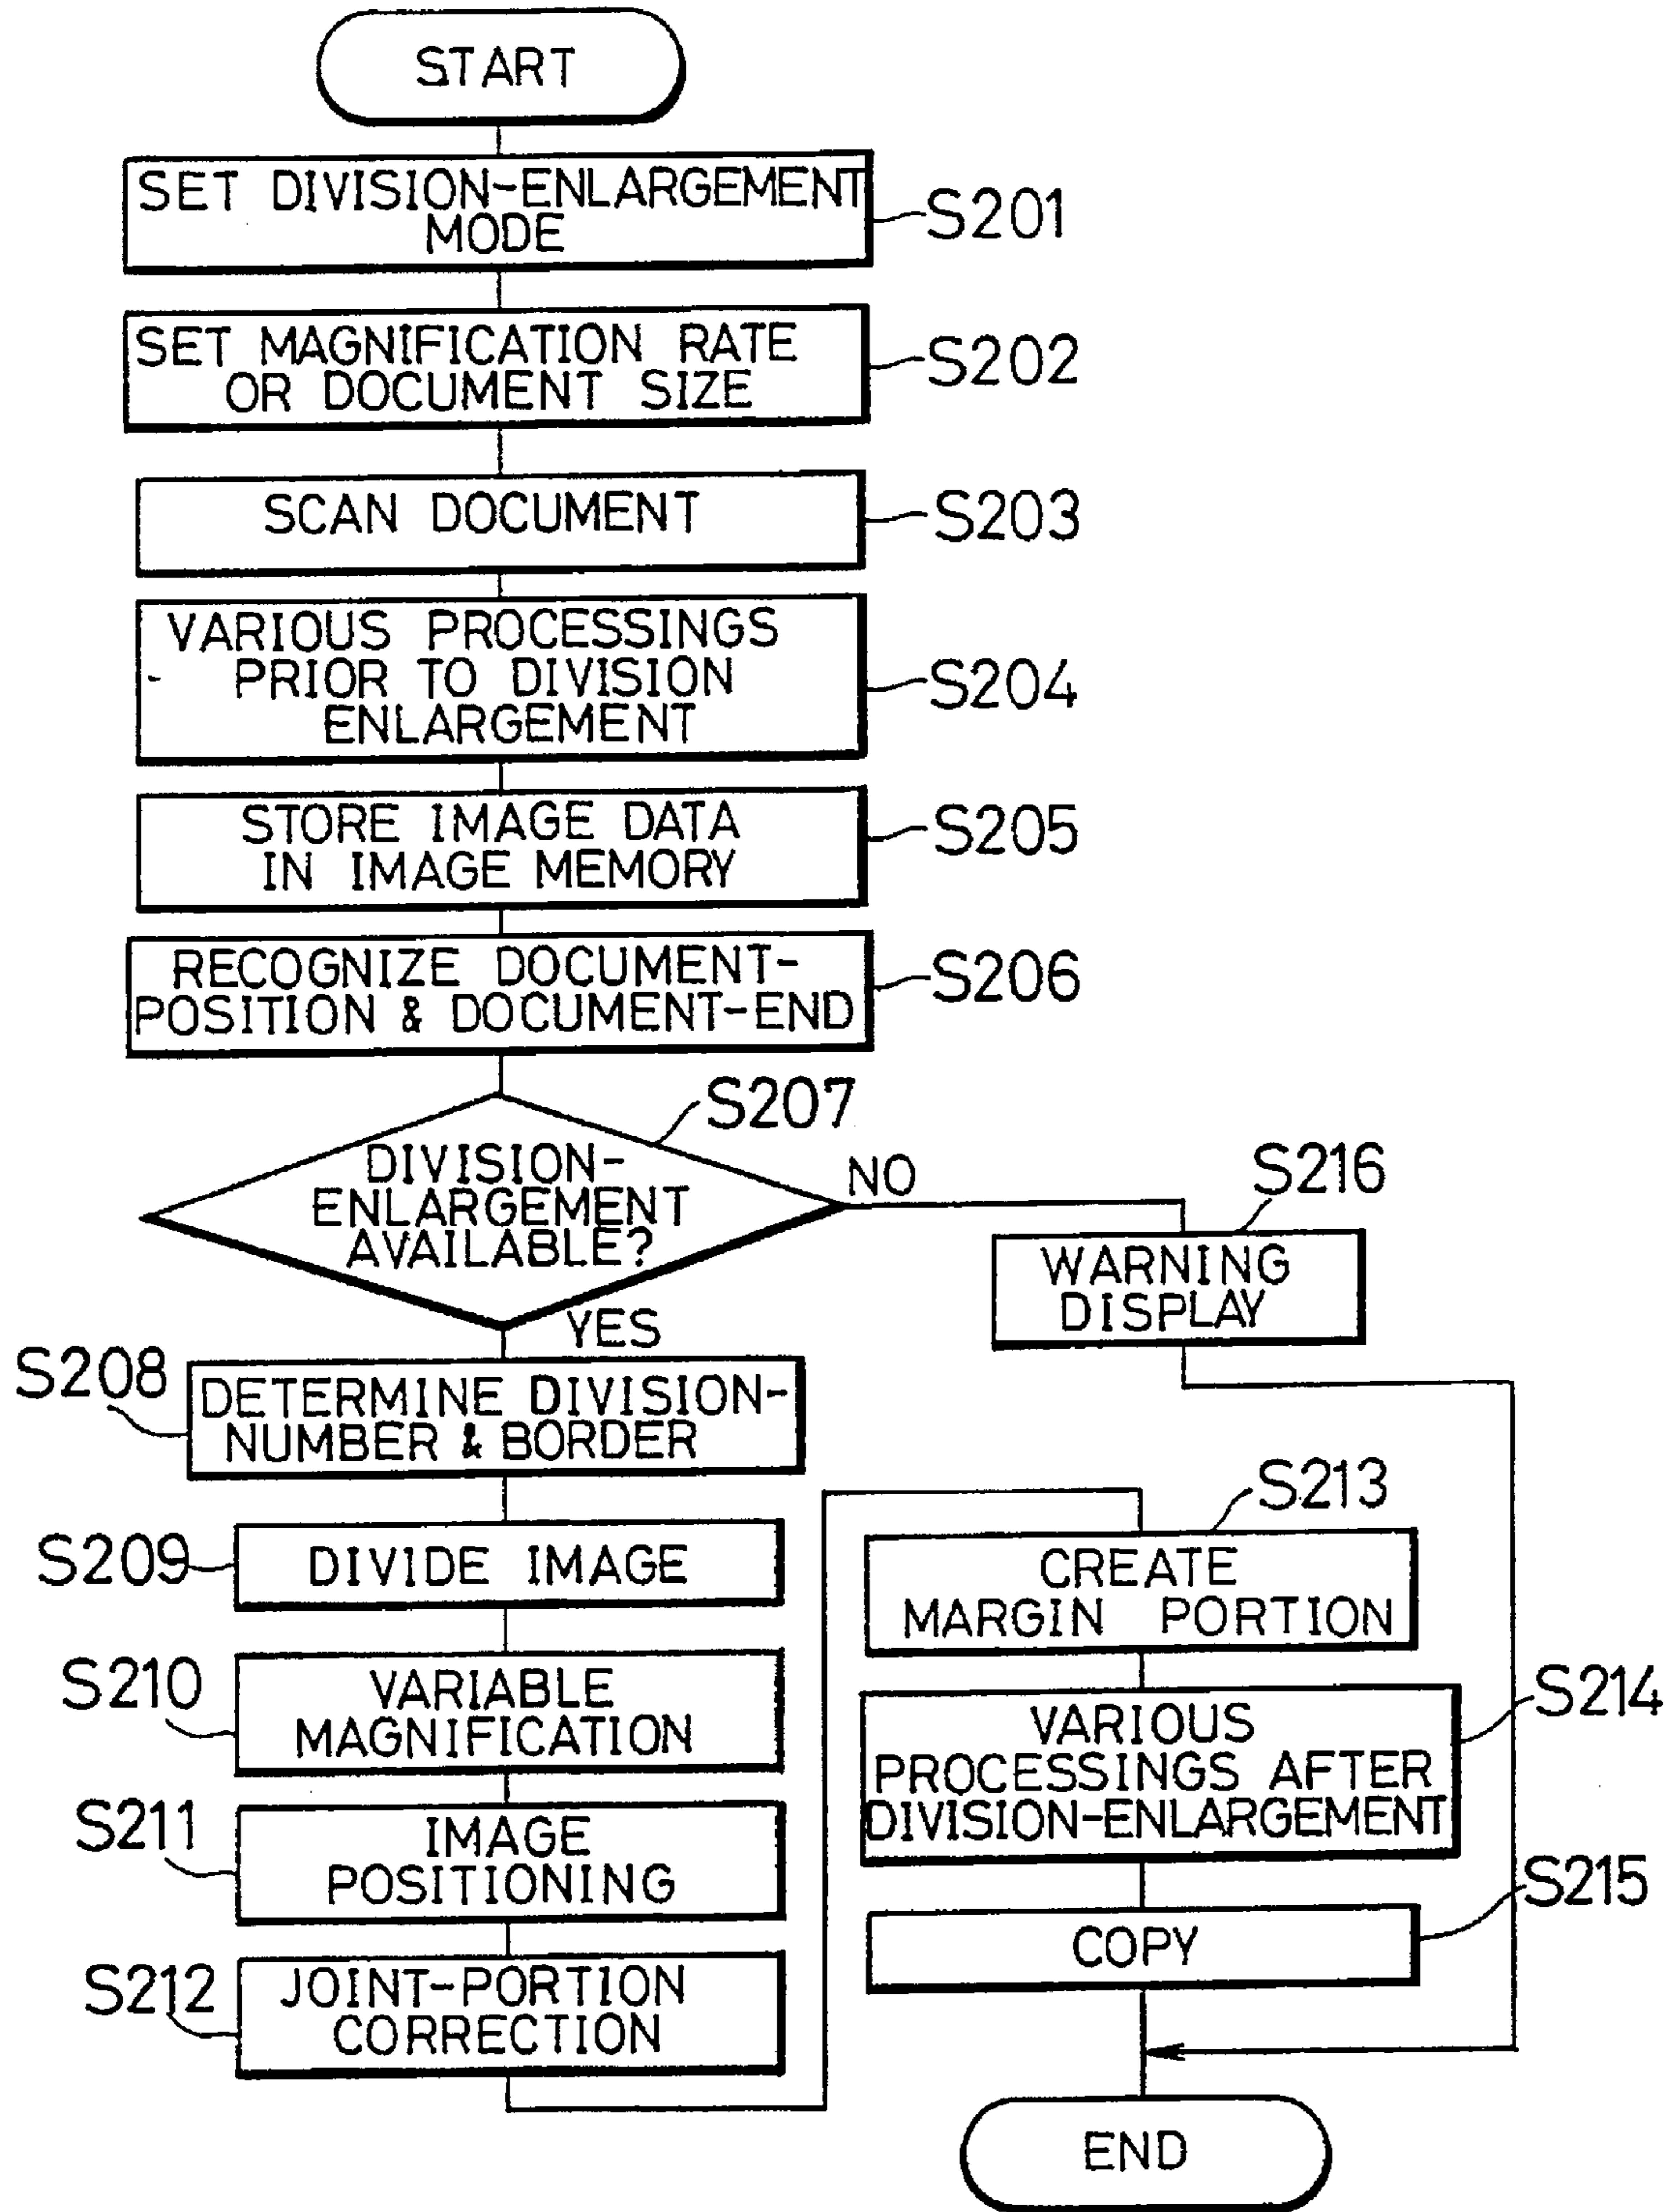 START
SET DIVISION-ENLARGEMENT
MODE
S201
SET MAGNIFICATION RATE
OR DOCUMENT SIZE
S202
SCAN DOCUMENT
S203
VARIOUS PROCESSINGS
PRIOR TO DIVISION
ENLARGEMENT
S204
STORE IMAGE DATA
IN IMAGE MEMORY
S205
RECOGNIZE DOCUMENT-
POSITION & DOCUMENT-END
S206
S207
DIVISION-
ENLARGEMENT
AVAILABLE?
NO
YES
S216
WARNING
DISPLAY
S208
DETERMINE DIVISION-
NUMBER & BORDER
S209
DIVIDE IMAGE
S210
VARIABLE
MAGNIFICATION
S211
IMAGE
POSITIONING
S212
JOINT-PORTION
CORRECTION
S213
CREATE
MARGIN PORTION
S214
VARIOUS
PROCESSINGS AFTER
DIVISION-ENLARGEMENT
S215
COPY
END